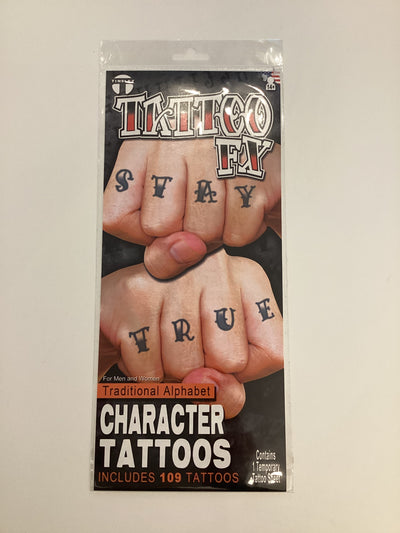 TINSLEY
TATTOO
FX
STAY
TRUE
For Men and Women
Traditional Alphabet
CHARACTER
TATTOOS
INCLUDES 109 TATTOOS
Contains
1 Temporary
Tattoo Sheet